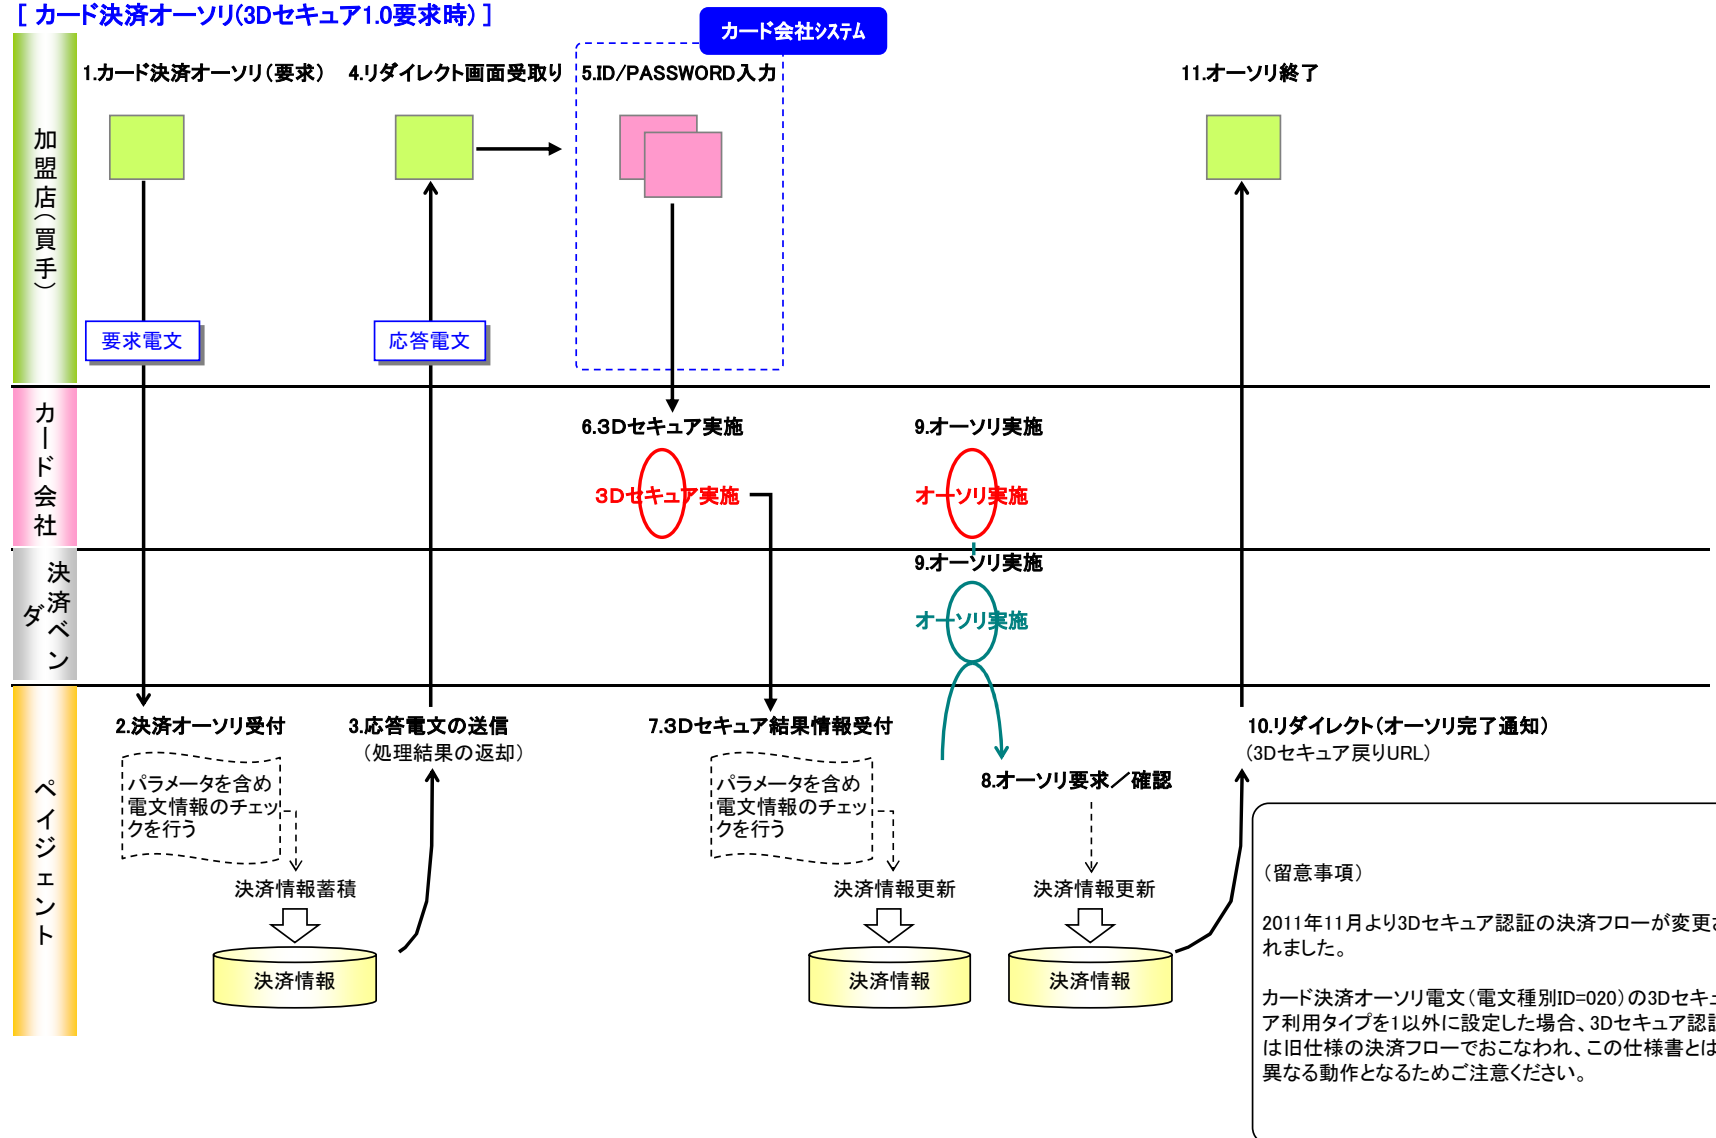 [ カード決済オーソリ(3Dセキュア1.0要求時) ]
カード会社システム
1.カード決済オーソリ（要求）
4.リダイレクト画面受取り
5.ID/PASSWORD入力
11.オーソリ終了
加盟店（買手）
要求電文
応答電文
カード会社
6.3Dセキュア実施
9.オーソリ実施
3Dセキュア実施
オーソリ実施
決済ベンダ
9.オーソリ実施
オーソリ実施
ペイジェント
2.決済オーソリ受付
3.応答電文の送信
（処理結果の返却）
7.3Dセキュア結果情報受付
8.オーソリ要求／確認
10.リダイレクト（オーソリ完了通知）
（3Dセキュア戻りURL）
パラメータを含め
電文情報のチェッ
クを行う
パラメータを含め
電文情報のチェッ
クを行う
決済情報蓄積
決済情報更新
決済情報更新
決済情報
決済情報
決済情報
（留意事項）
2011年11月より3Dセキュア認証の決済フローが変更さ
れました。
カード決済オーソリ電文（電文種別ID=020）の3Dセキュ
ア利用タイプを1以外に設定した場合、3Dセキュア認証
は旧仕様の決済フローでおこなわれ、この仕様書とは
異なる動作となるためご注意ください。